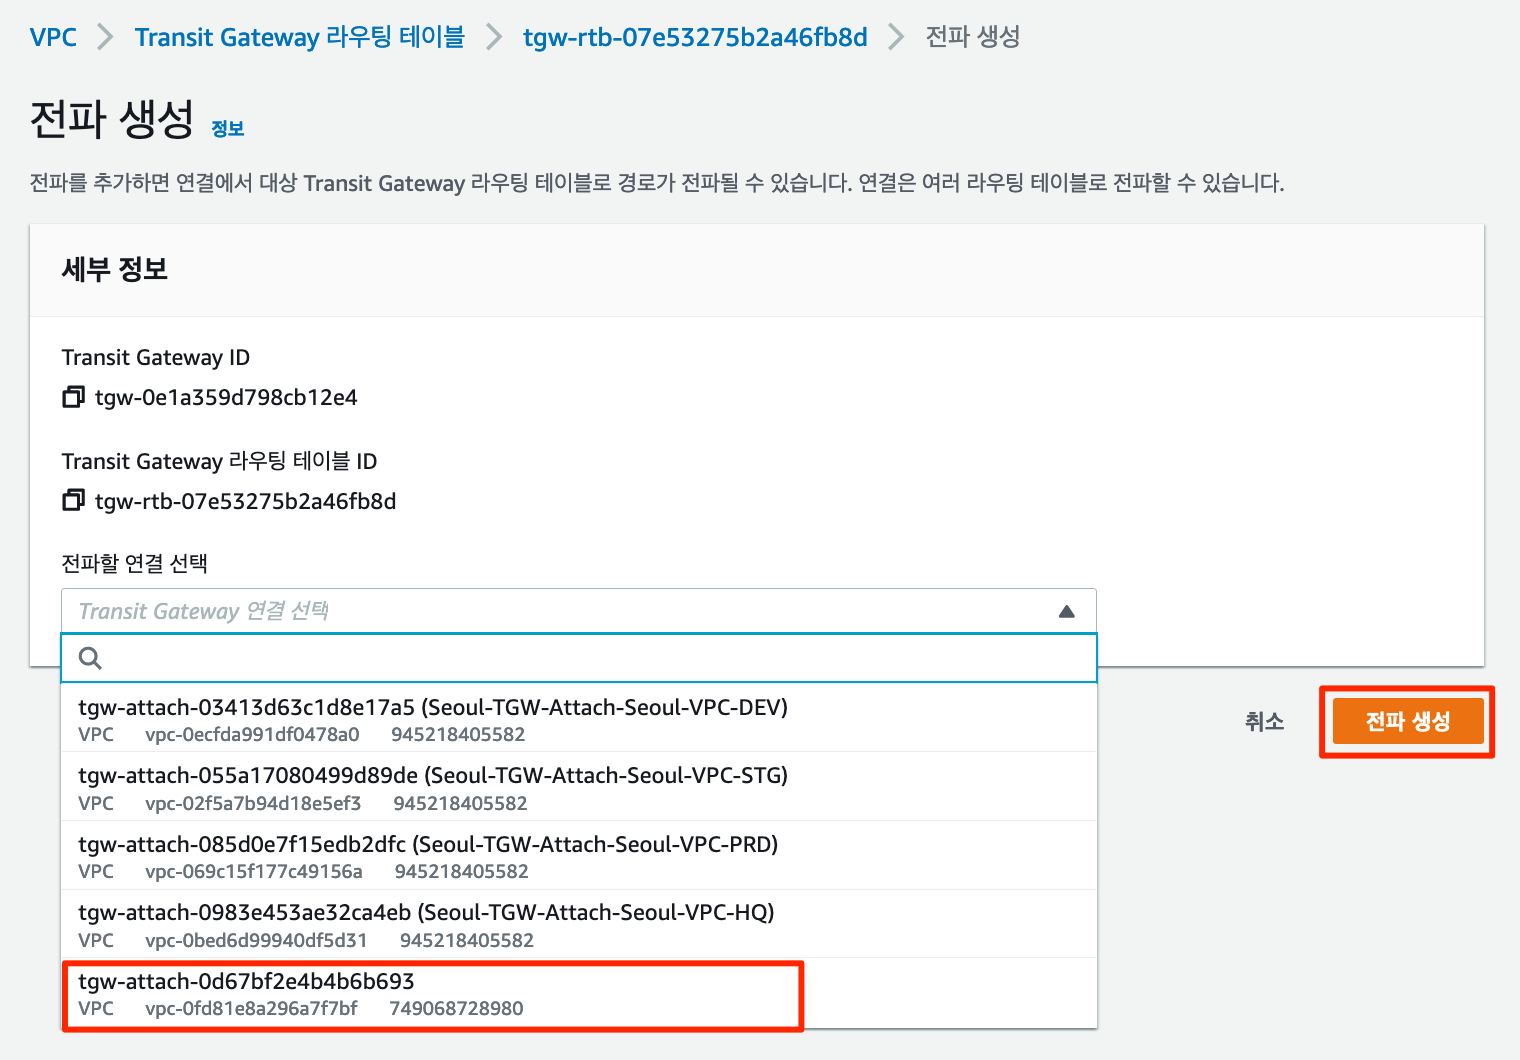 VPC > Transit Gateway 라우팅 테이블 > tgw-rtb-07e53275b2a46fb8d > 전파 생성
전파 생성 정보
전파를 추가하면 연결에서 대상 Transit Gateway 라우팅 테이블로 경로가 전파될 수 있습니다. 연결은 여러 라우팅 테이블로 전파할 수 있습니다.
세부 정보
Transit Gateway ID
tgw-0e1a359d798cb12e4
Transit Gateway 라우팅 테이블 ID
tgw-rtb-07e53275b2a46fb8d
전파할 연결 선택
Transit Gateway 연결 선택
tgw-attach-03413d63c1d8e17a5 (Seoul-TGW-Attach-Seoul-VPC-DEV)
VPC vpc-0ecfda991df0478a0 945218405582
tgw-attach-055a17080499d89de (Seoul-TGW-Attach-Seoul-VPC-STG)
VPC vpc-02f5a7b94d18e5ef3 945218405582
tgw-attach-085d0e7f15edb2dfc (Seoul-TGW-Attach-Seoul-VPC-PRD)
VPC vpc-069c15f177c49156a 945218405582
tgw-attach-0983e453ae32ca4eb (Seoul-TGW-Attach-Seoul-VPC-HQ)
VPC vpc-0bed6d99940df5d31 945218405582
tgw-attach-0d67bf2e4b4b6b693
VPC vpc-0fd81e8a296a7f7bf 749068728980
취소 전파 생성